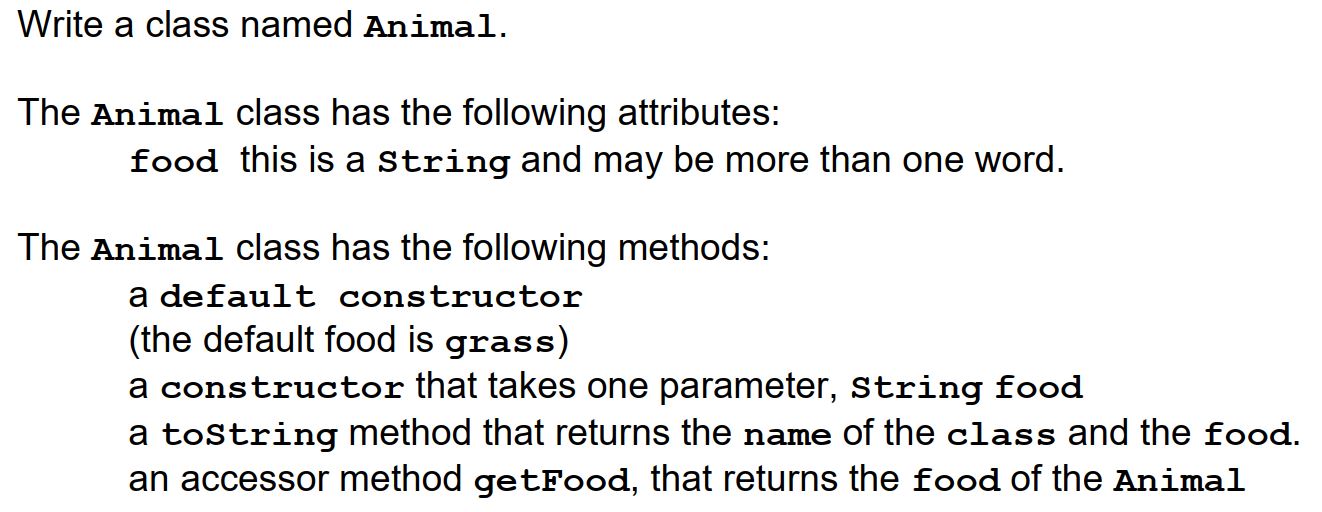 Write a class named Animal.
The Animal class has the following attributes:
food this is a String and may be more than one word.
The Animal class has the following methods:
a default constructor
(the default food is grass)
a constructor that takes one parameter, String food
a toString method that returns the name of the class and the food.
an accessor method getFood, that returns the food of the Animal